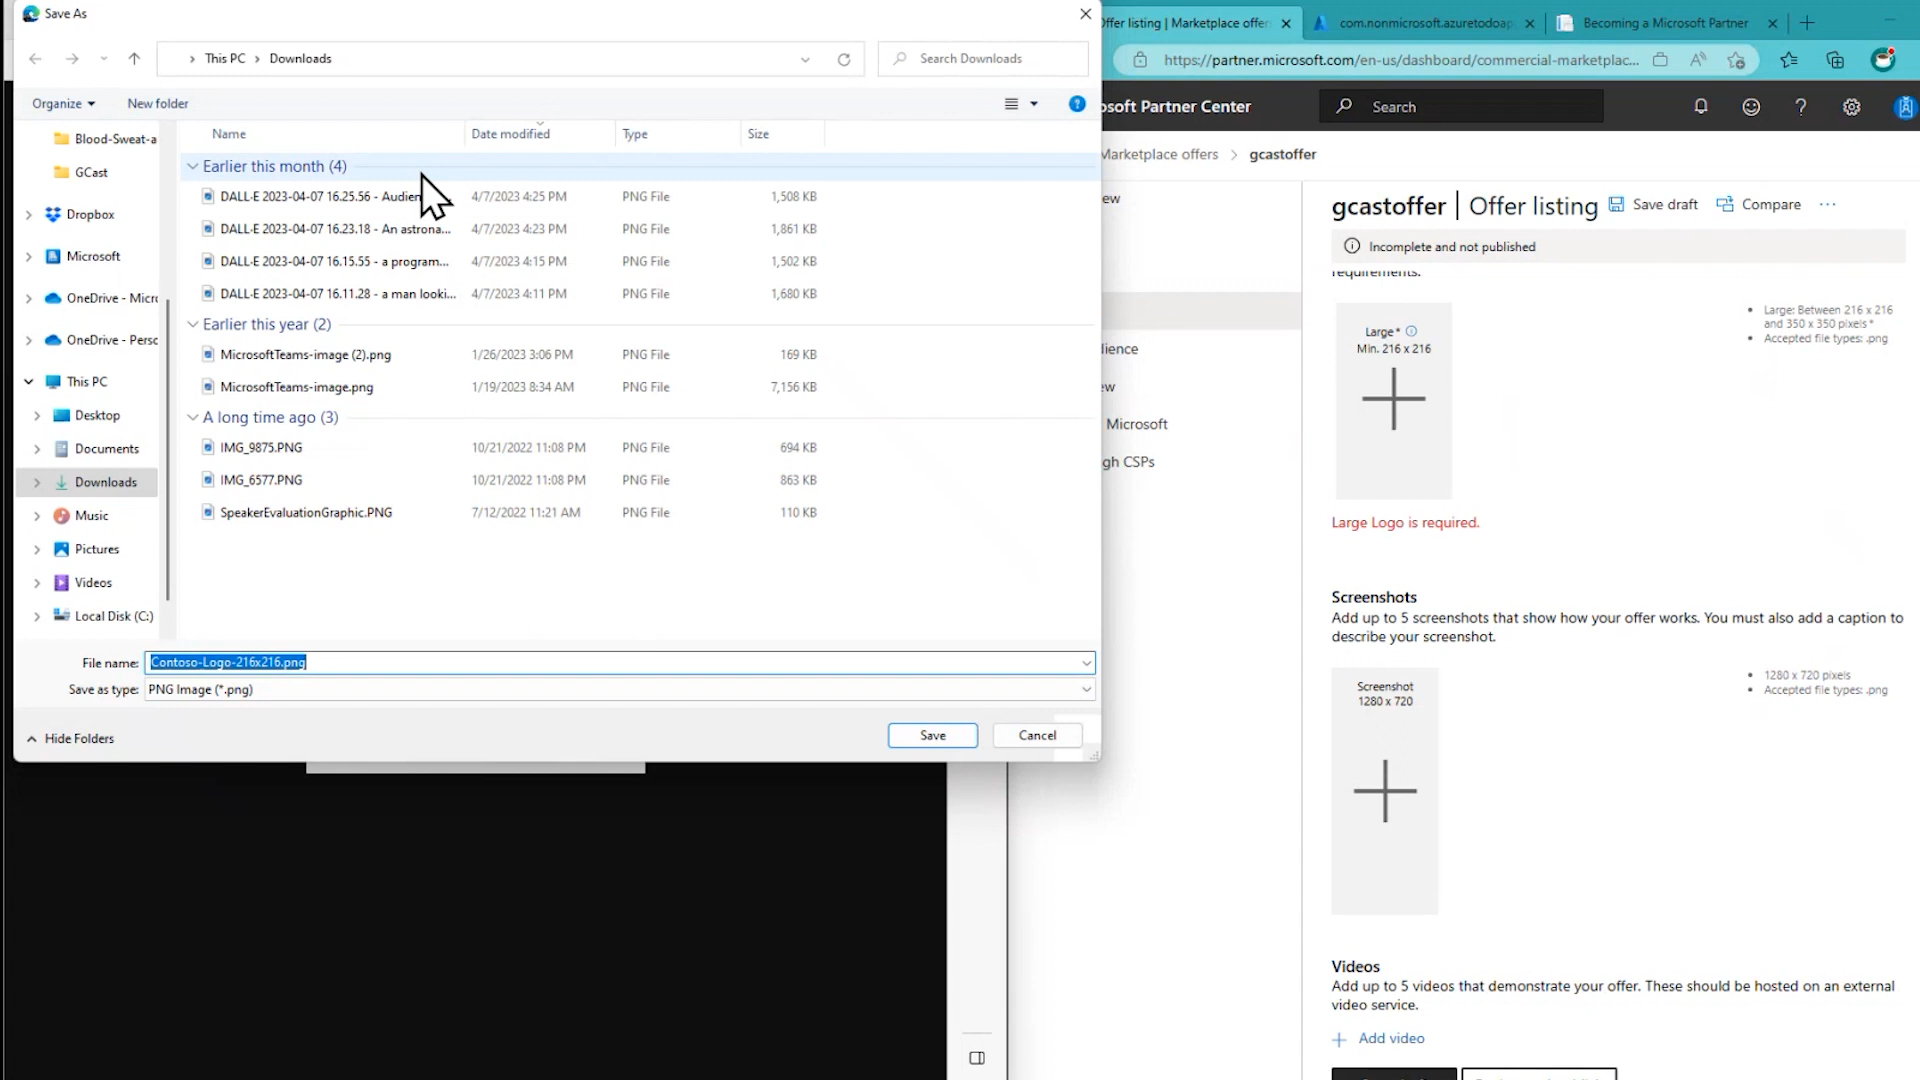 Save As
This PC > Downloads
Search Downloads
Organize
New folder
Name
Date modified
Type
Size
Blood-Sweat-a
GCast
Dropbox
Microsoft
OneDrive - Micro
OneDrive - Perso
This PC
Desktop
Documents
Downloads
Music
Pictures
Videos
Local Disk (C:)
Earlier this month (4)
DALL·E 2023-04-07 16.25.56 - Audien 4/7/2023 4:25 PM PNG File 1,508 KB
DALL·E 2023-04-07 16.23.18 - An astrona... 4/7/2023 4:23 PM PNG File 1,861 KB
DALL·E 2023-04-07 16.15.55 - a program... 4/7/2023 4:15 PM PNG File 1,502 KB
DALL·E 2023-04-07 16.11.28 - a man looki... 4/7/2023 4:11 PM PNG File 1,680 KB
Earlier this year (2)
MicrosoftTeams-image (2).png 1/26/2023 3:06 PM PNG File 169 KB
MicrosoftTeams-image.png 1/19/2023 8:34 AM PNG File 7,156 KB
A long time ago (3)
IMG_9875.PNG 10/21/2022 11:08 PM PNG File 694 KB
IMG_6577.PNG 10/21/2022 11:08 PM PNG File 863 KB
SpeakerEvaluationGraphic.PNG 7/12/2022 11:21 AM PNG File 110 KB
File name: Contoso-Logo-216x216.png
Save as type: PNG Image (*.png)
Hide Folders
Save
Cancel
Offer listing | Marketplace offer
com.nonmicrosoft.azuretodoap
Becoming a Microsoft Partner
https://partner.microsoft.com/en-us/dashboard/commercial-marketplac...
osoft Partner Center
Search
Marketplace offers > gcastoffer
ew
ience
ew
Microsoft
gh CSPs
gcastoffer | Offer listing
Save draft
Compare
Incomplete and not published
requirements.
Large *
Min. 216 x 216
Large: Between 216 x 216
and 350 x 350 pixels *
Accepted file types: .png
Large Logo is required.
Screenshots
Add up to 5 screenshots that show how your offer works. You must also add a caption to
describe your screenshot.
Screenshot
1280 x 720
1280 x 720 pixels
Accepted file types: .png
Videos
Add up to 5 videos that demonstrate your offer. These should be hosted on an external
video service.
Add video